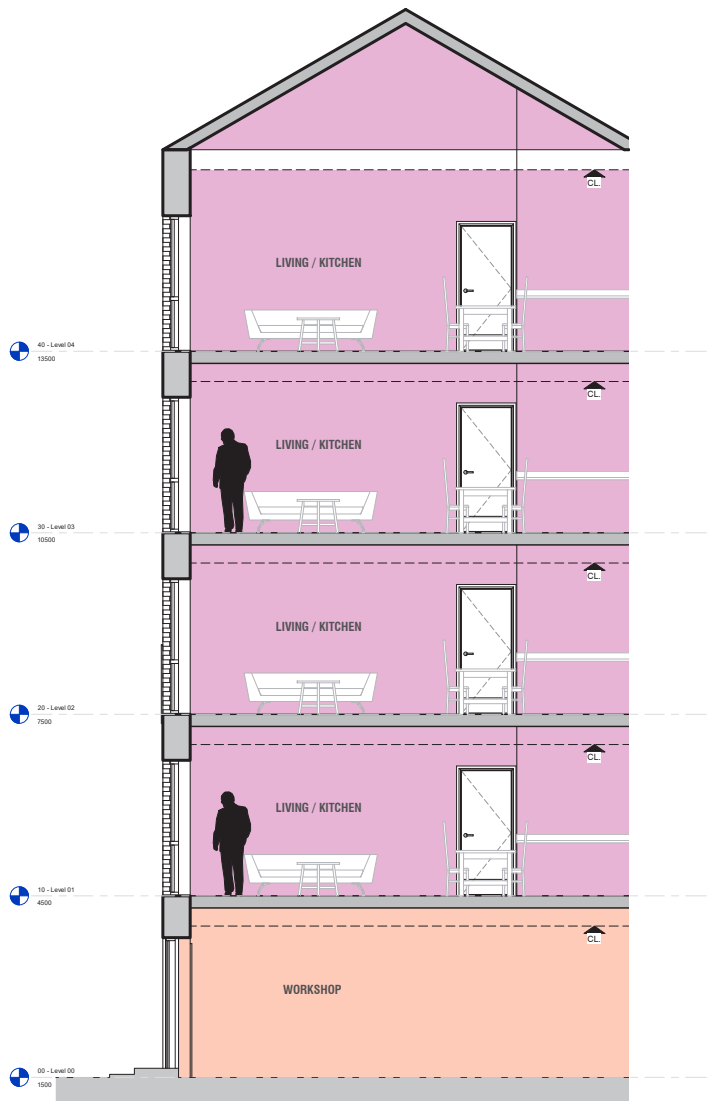 CL.
LIVING / KITCHEN
40 - Level 04
13500
CL.
LIVING / KITCHEN
30 - Level 03
10500
CL.
LIVING / KITCHEN
20 - Level 02
7500
CL.
LIVING / KITCHEN
10 - Level 01
4500
CL.
WORKSHOP
00 - Level 00
1500